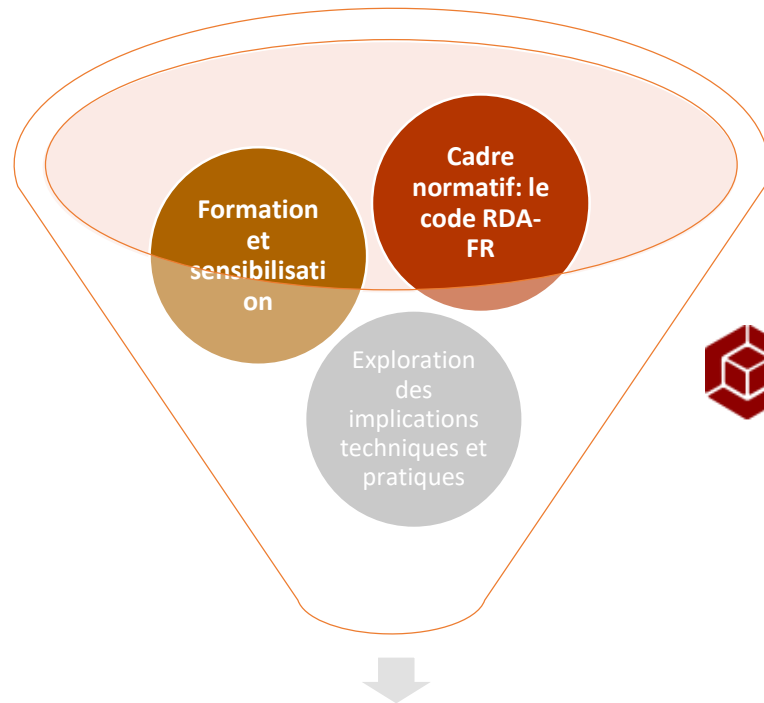 Cadre
normatif: le
code RDA-
FR
Formation
et
sensibilisati
on
Exploration
des
implications
techniques et
pratiques